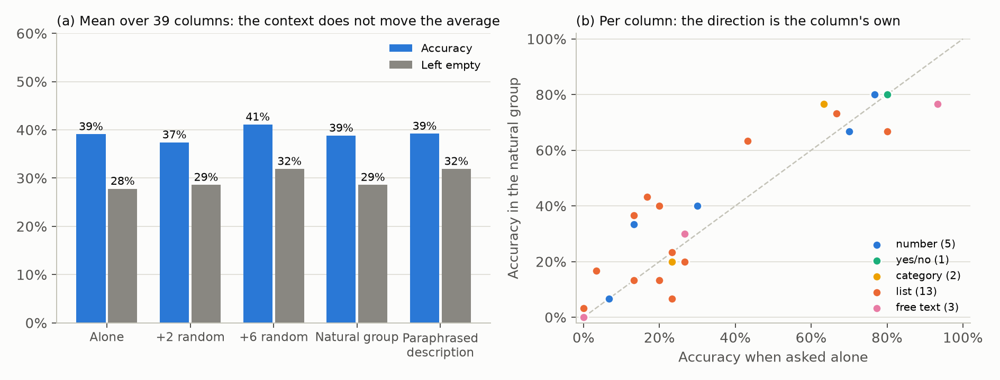 (a) Mean over 39 columns: the context does not move the average
60%
50%
40%
30%
20%
10%
0%
Accuracy
Left empty
39%
28%
37%
29%
41%
32%
39%
29%
39%
32%
Alone
+2 random
+6 random
Natural group
Paraphrased
description
(b) Per column: the direction is the column's own
Accuracy in the natural group
100%
80%
60%
40%
20%
0%
number (5)
yes/no (1)
category (2)
list (13)
free text (3)
0%
20%
40%
60%
80%
100%
Accuracy when asked alone